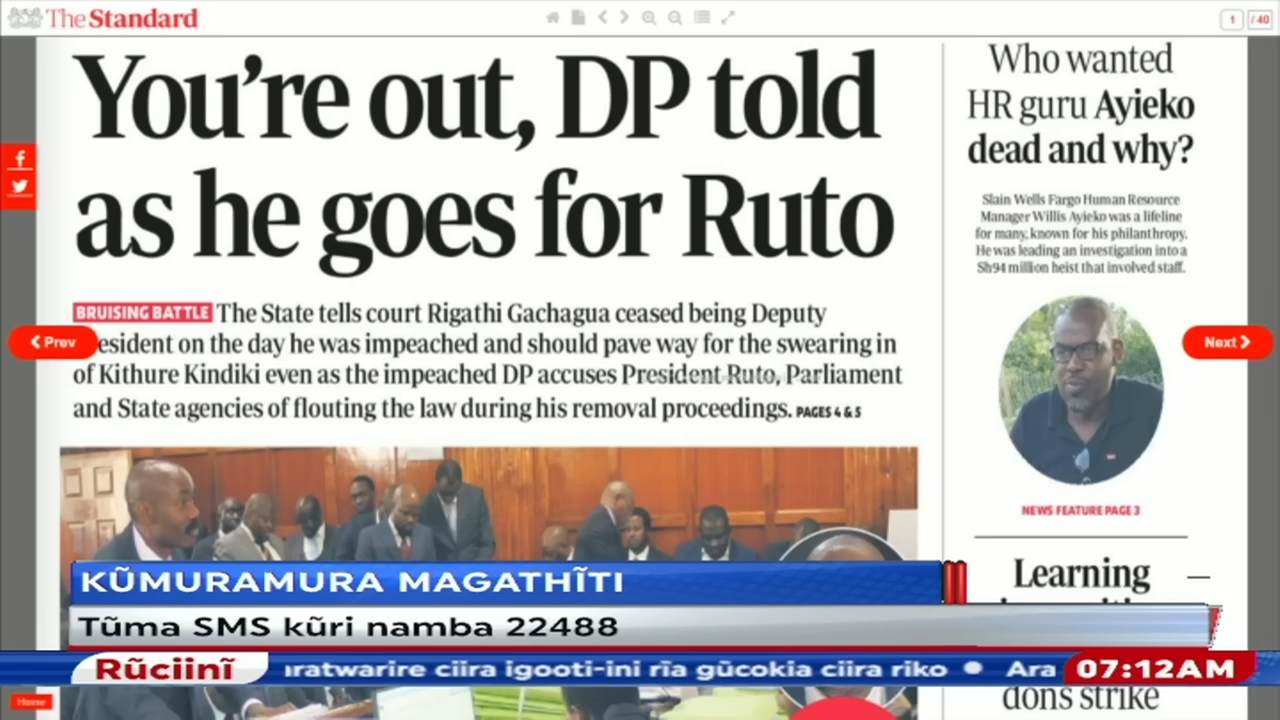 The Standard
1 / 40
You're out, DP told
as he goes for Ruto
BRUISING BATTLE The State tells court Rigathi Gachagua ceased being Deputy
esident on the day he was impeached and should pave way for the swearing in
of Kithure Kindiki even as the impeached DP accuses President Ruto, Parliament
and State agencies of flouting the law during his removal proceedings. PAGES 4 & 5
Prev
Next
Who wanted
HR guru Ayieko
dead and why?
Slain Wells Fargo Human Resource
Manager Willis Ayieko was a lifeline
for many, known for his philanthropy.
He was leading an investigation into a
Sh94 million heist that involved staff.
NEWS FEATURE PAGE 3
Learning
dons strike
KŨMURAMURA MAGATHĨTI
Tũma SMS kũri namba 22488
Rũciinĩ
ıratwarire ciira igooti-ini rĩa gũcokia ciira riko ● Ara
07:12AM
Home